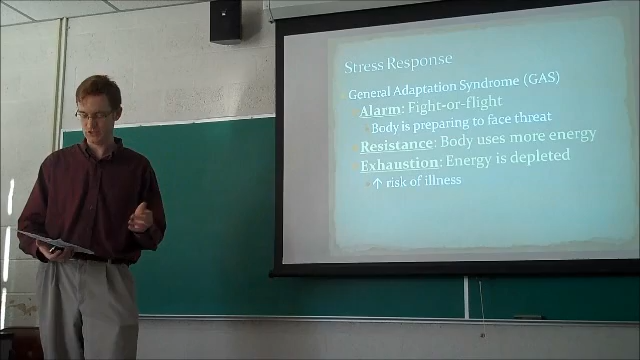 Stress Response
General Adaptation Syndrome (GAS)
Alarm: Fight-or-flight
Body is preparing to face threat
Resistance: Body uses more energy
Exhaustion: Energy is depleted
↑ risk of illness